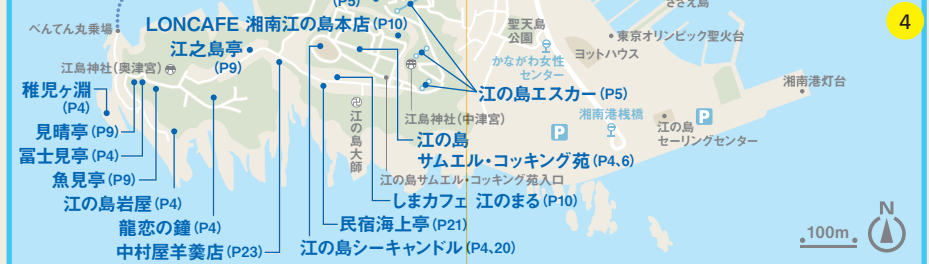 (P5)
ささえ島
べんてん丸乗場
LONCAFE 湘南江の島本店(P10)
聖天島
公園
東京オリンピック聖火台
4
江之島亭
(P9)
ヨットハウス
江島神社(奥津宮)
かながわ女性
センター
稚児ヶ淵
(P4)
江の島エスカー(P5)
湘南港灯台
見晴亭(P9)
江の島大師
江島神社(中津宮)
湘南港桟橋
P
P
江の島
セーリングセンター
江の島
サムエル・コッキング苑(P4、6)
冨士見亭(P4)
魚見亭(P9)
江の島サムエル・コッキング苑入口
江の島岩屋(P4)
しまカフェ 江のまる(P10)
龍恋の鐘(P4)
民宿海上亭(P21)
中村屋羊羹店(P23)
江の島シーキャンドル(P4,20)
100m
N